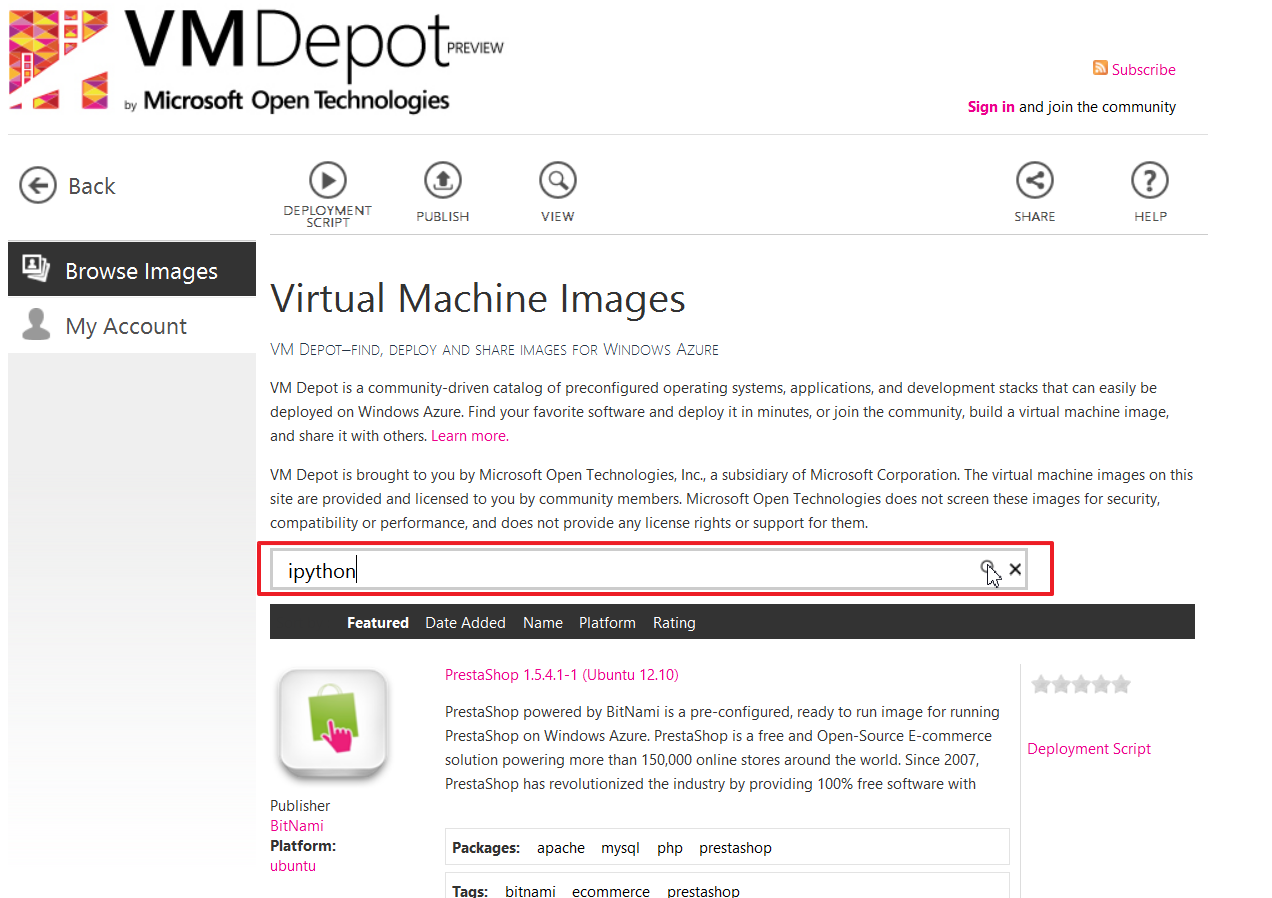 VMDepot PREVIEW
by Microsoft Open Technologies
Subscribe
Sign in and join the community
Back
DEPLOYMENT
SCRIPT
PUBLISH
VIEW
SHARE
HELP
Browse Images
My Account
Virtual Machine Images
VM Depot–find, deploy and share images for Windows Azure
VM Depot is a community-driven catalog of preconfigured operating systems, applications, and development stacks that can easily be
deployed on Windows Azure. Find your favorite software and deploy it in minutes, or join the community, build a virtual machine image,
and share it with others. Learn more.
VM Depot is brought to you by Microsoft Open Technologies, Inc., a subsidiary of Microsoft Corporation. The virtual machine images on this
site are provided and licensed to you by community members. Microsoft Open Technologies does not screen these images for security,
compatibility or performance, and does not provide any license rights or support for them.
ipython
Featured Date Added Name Platform Rating
PrestaShop 1.5.4.1-1 (Ubuntu 12.10)
PrestaShop powered by BitNami is a pre-configured, ready to run image for running
PrestaShop on Windows Azure. PrestaShop is a free and Open-Source E-commerce
solution powering more than 150,000 online stores around the world. Since 2007,
PrestaShop has revolutionized the industry by providing 100% free software with
Deployment Script
Publisher
BitNami
Platform:
ubuntu
Packages: apache mysql php prestashop
Tags: bitnami ecommerce prestashop